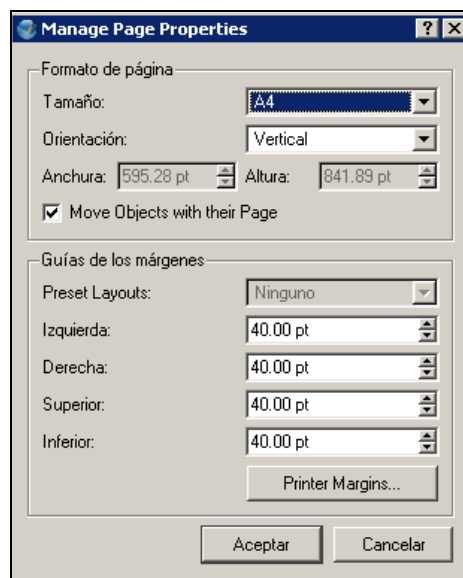 Manage Page Properties
Formato de página
Tamaño: A4
Orientación: Vertical
Anchura: 595.28 pt Altura: 841.89 pt
Move Objects with their Page
Guías de los márgenes
Preset Layouts: Ninguno
Izquierda: 40.00 pt
Derecha: 40.00 pt
Superior: 40.00 pt
Inferior: 40.00 pt
Printer Margins...
Aceptar Cancelar